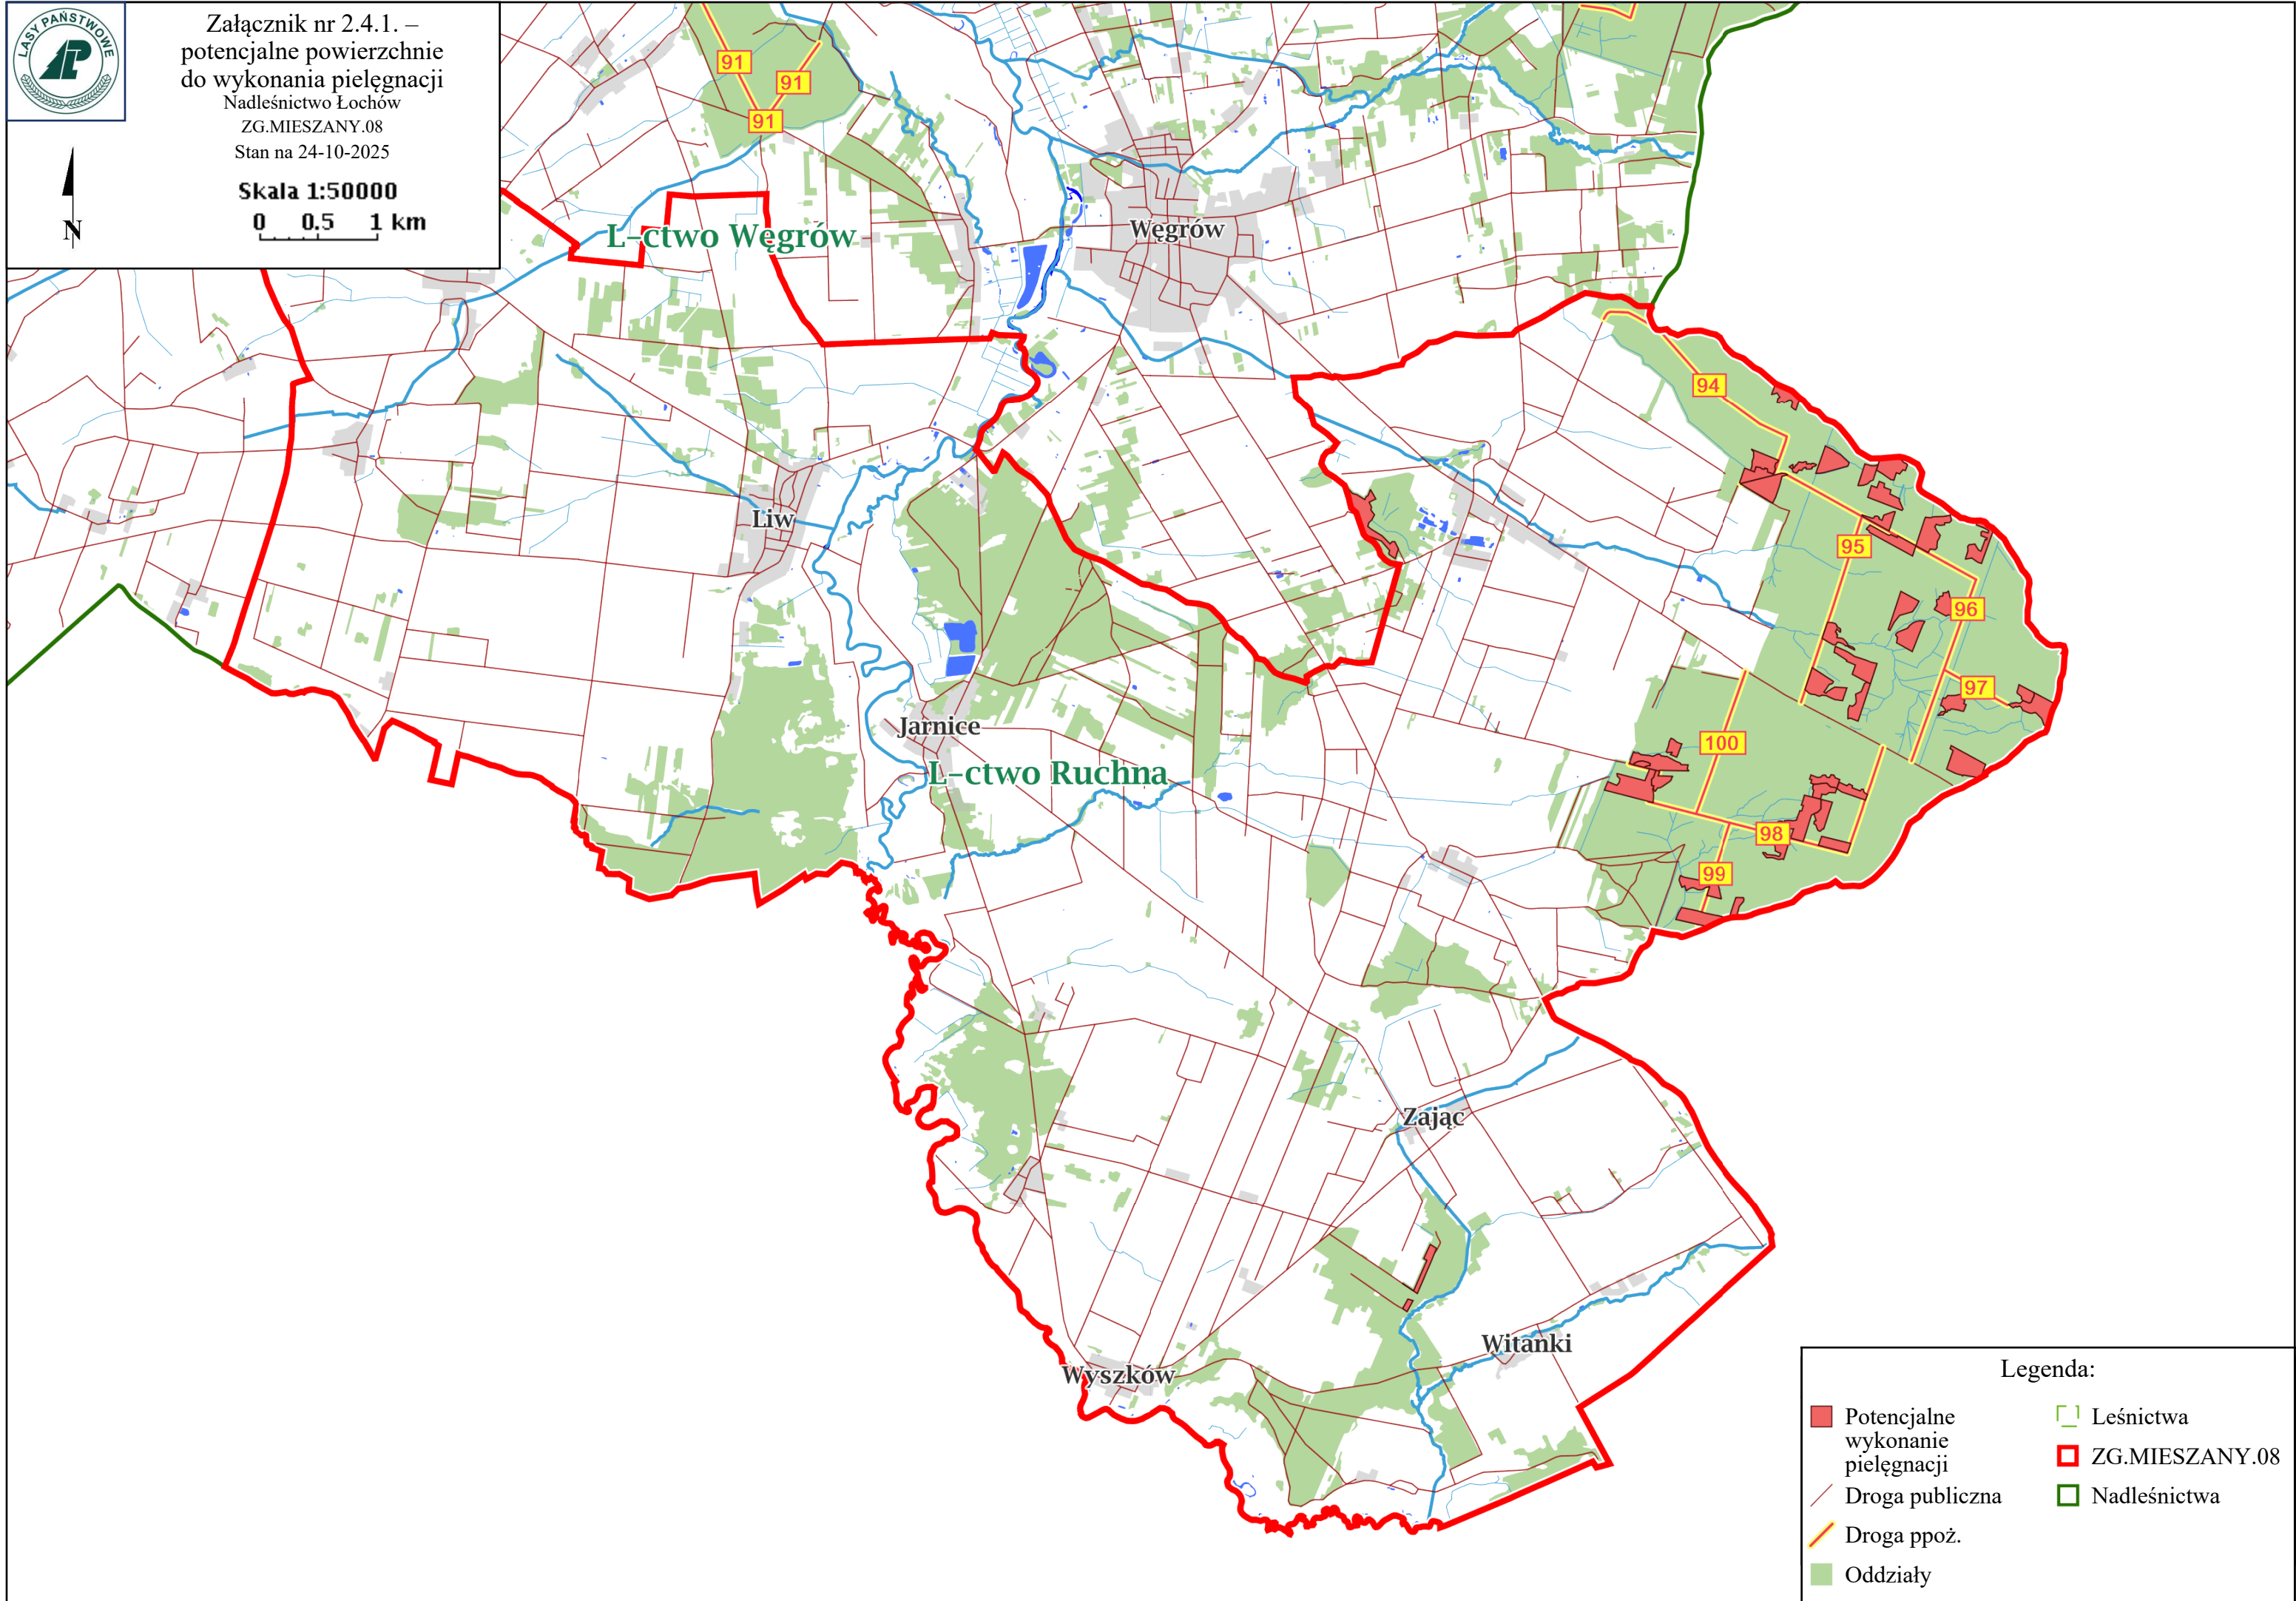 LASY PAŃSTWOWE
Załącznik nr 2.4.1. –
potencjalne powierzchnie
do wykonania pielęgnacji
Nadleśnictwo Łochów
ZG.MIESZANY.08
Stan na 24-10-2025
Skala 1:50000
0 0.5 1 km
N
91
91
91
L-ctwo Węgrów
Węgrów
94
Liw
95
96
97
Jarnice
100
L-ctwo Ruchna
98
99
Zając
Witanki
Wyszków
Legenda:
Potencjalne
wykonanie
pielęgnacji
Droga publiczna
Droga ppoż.
Oddziały
Leśnictwa
ZG.MIESZANY.08
Nadleśnictwa